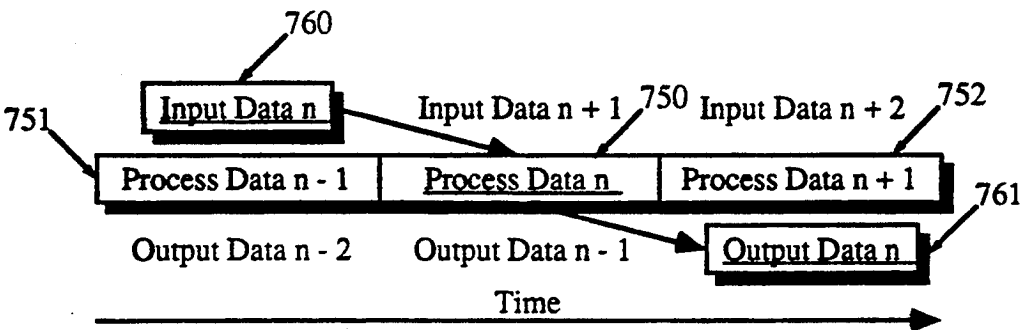 760
751
Input Data n
Input Data n + 1
750
Input Data n + 2
752
Process Data n - 1
Process Data n
Process Data n + 1
761
Output Data n - 2
Output Data n - 1
Output Data n
Time